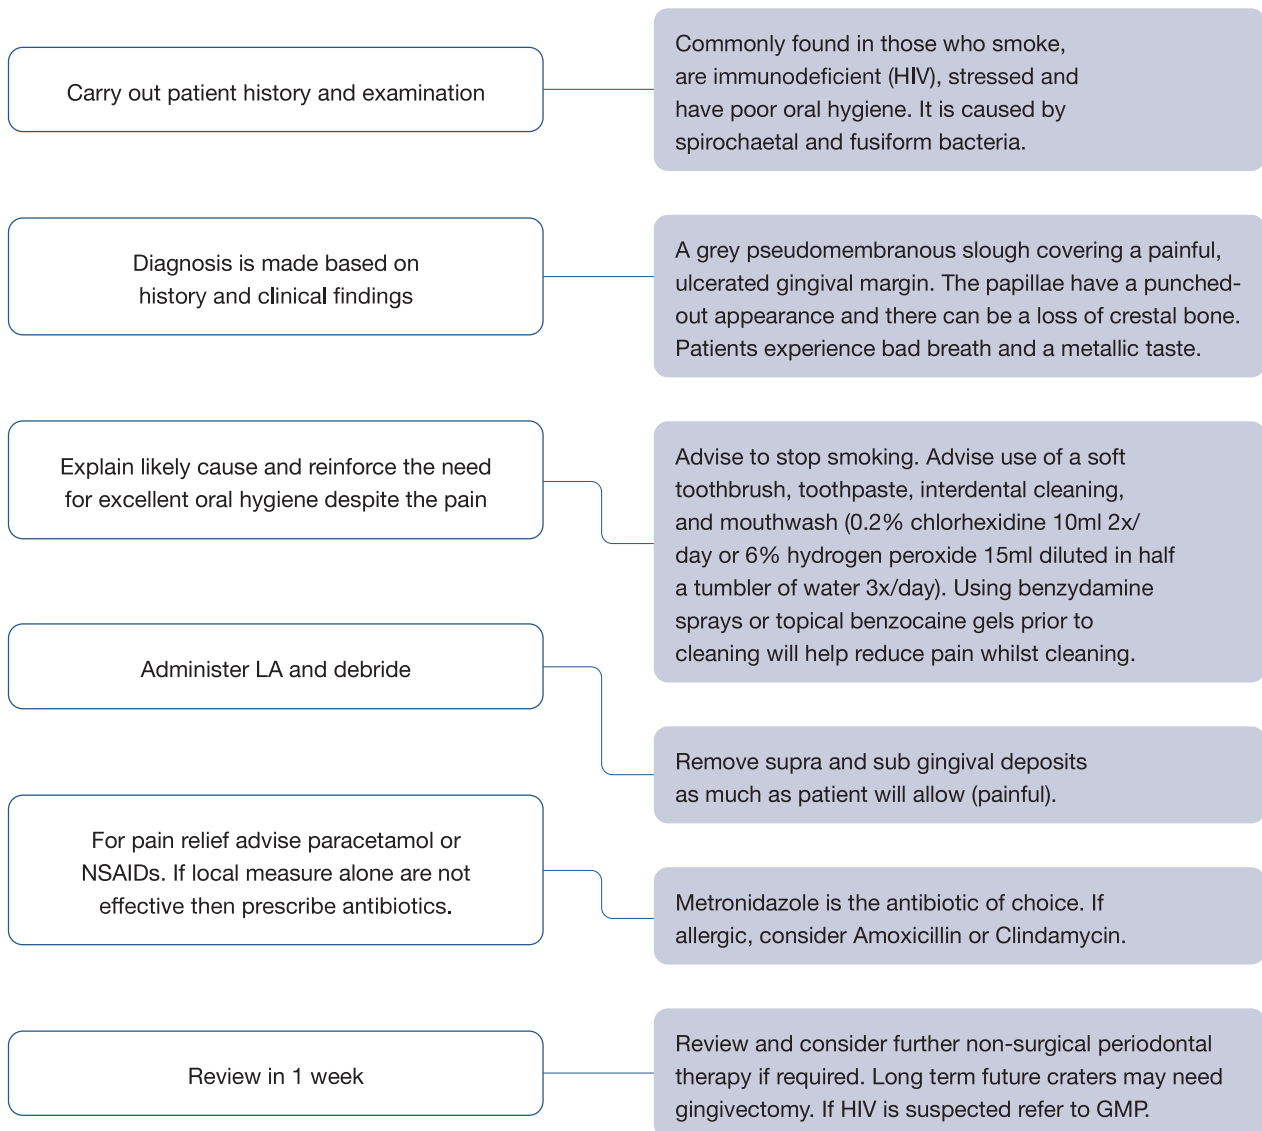 Carry out patient history and examination
Commonly found in those who smoke,
are immunodeficient (HIV), stressed and
have poor oral hygiene. It is caused by
spirochaetal and fusiform bacteria.
Diagnosis is made based on
history and clinical findings
A grey pseudomembranous slough covering a painful,
ulcerated gingival margin. The papillae have a punched-
out appearance and there can be a loss of crestal bone.
Patients experience bad breath and a metallic taste.
Explain likely cause and reinforce the need
for excellent oral hygiene despite the pain
Advise to stop smoking. Advise use of a soft
toothbrush, toothpaste, interdental cleaning,
and mouthwash (0.2% chlorhexidine 10ml 2x/
day or 6% hydrogen peroxide 15ml diluted in half
a tumbler of water 3x/day). Using benzydamine
sprays or topical benzocaine gels prior to
cleaning will help reduce pain whilst cleaning.
Administer LA and debride
Remove supra and sub gingival deposits
as much as patient will allow (painful).
For pain relief advise paracetamol or
NSAIDs. If local measure alone are not
effective then prescribe antibiotics.
Metronidazole is the antibiotic of choice. If
allergic, consider Amoxicillin or Clindamycin.
Review in 1 week
Review and consider further non-surgical periodontal
therapy if required. Long term future craters may need
gingivectomy. If HIV is suspected refer to GMP.